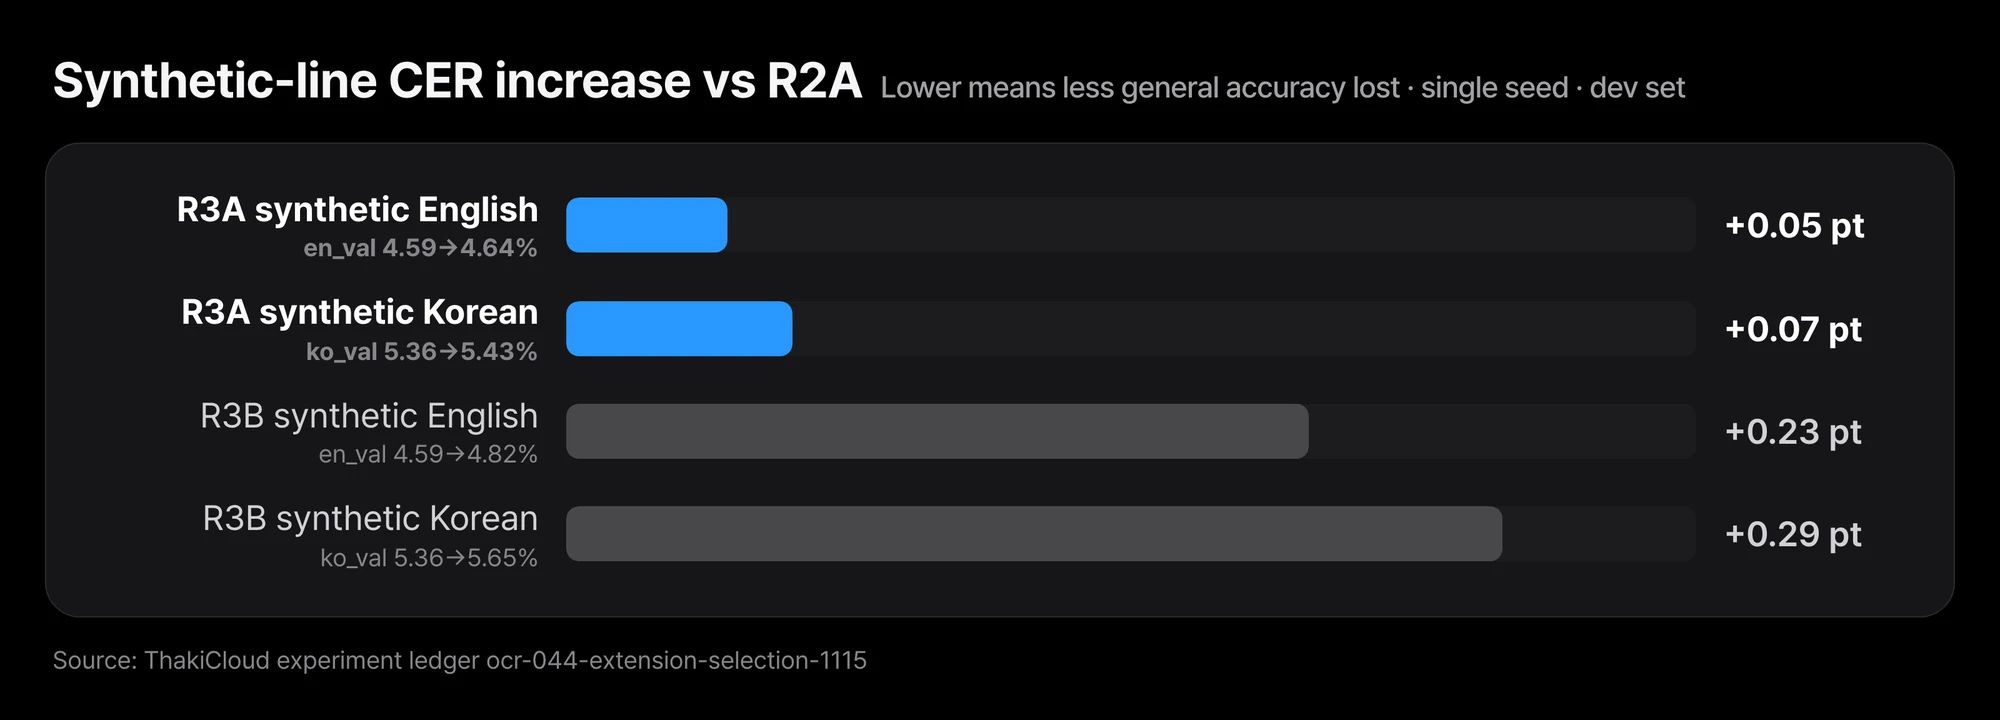 Synthetic-line CER increase vs R2A Lower means less general accuracy lost · single seed · dev set
R3A synthetic English
en_val 4.59→4.64%
+0.05 pt
R3A synthetic Korean
ko_val 5.36→5.43%
+0.07 pt
R3B synthetic English
en_val 4.59→4.82%
+0.23 pt
R3B synthetic Korean
ko_val 5.36→5.65%
+0.29 pt
Source: ThakiCloud experiment ledger ocr-044-extension-selection-1115